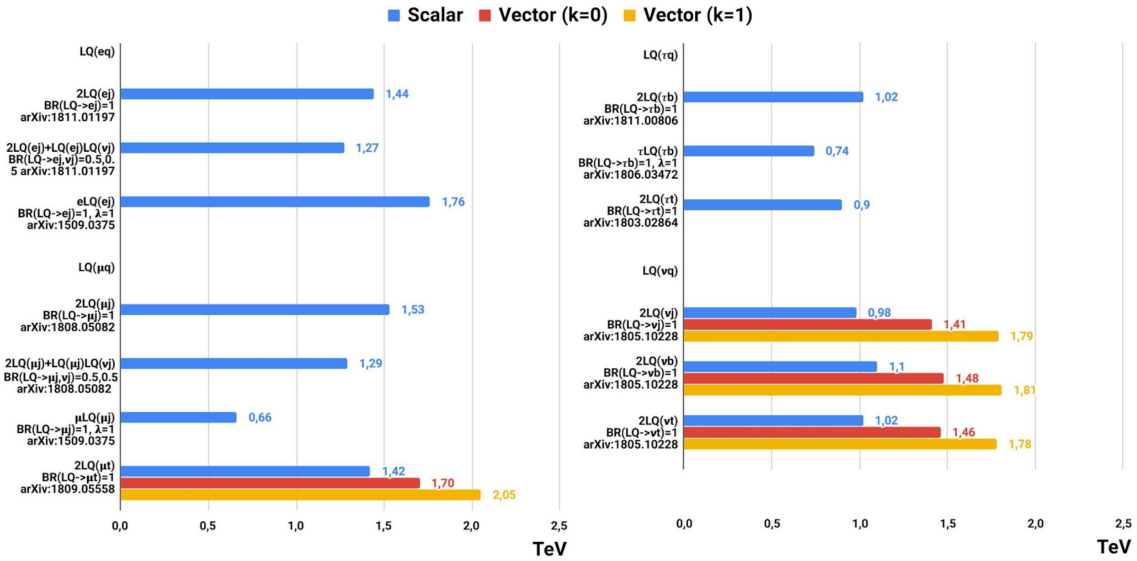 Scalar Vector (k=0) Vector (k=1)
LQ(eq)
2LQ(ej)
BR(LQ->ej)=1
arXiv:1811.01197
1,44
2LQ(ej)+LQ(ej)LQ(νj)
BR(LQ->ej,νj)=0.5,0.
5 arXiv:1811.01197
1,27
eLQ(ej)
BR(LQ->ej)=1, λ=1
arXiv:1509.0375
1,76
LQ(μq)
2LQ(μj)
BR(LQ->μj)=1
arXiv:1808.05082
1,53
2LQ(μj)+LQ(μj)LQ(νj)
BR(LQ->μj,νj)=0.5,0.5
arXiv:1808.05082
1,29
μLQ(μj)
BR(LQ->μj)=1, λ=1
arXiv:1509.0375
0,66
2LQ(μt)
BR(LQ->μt)=1
arXiv:1809.05558
1,42
1,70
2,05
0,0 0,5 1,0 1,5 2,0 2,5
TeV
LQ(τq)
2LQ(τb)
BR(LQ->τb)=1
arXiv:1811.00806
1,02
τLQ(τb)
BR(LQ->τb)=1, λ=1
arXiv:1806.03472
0,74
2LQ(τt)
BR(LQ->τt)=1
arXiv:1803.02864
0,9
LQ(νq)
2LQ(νj)
BR(LQ->νj)=1
arXiv:1805.10228
0,98
1,41
1,79
2LQ(νb)
BR(LQ->νb)=1
arXiv:1805.10228
1,1
1,48
1,81
2LQ(νt)
BR(LQ->νt)=1
arXiv:1805.10228
1,02
1,46
1,78
0,0 0,5 1,0 1,5 2,0 2,5
TeV